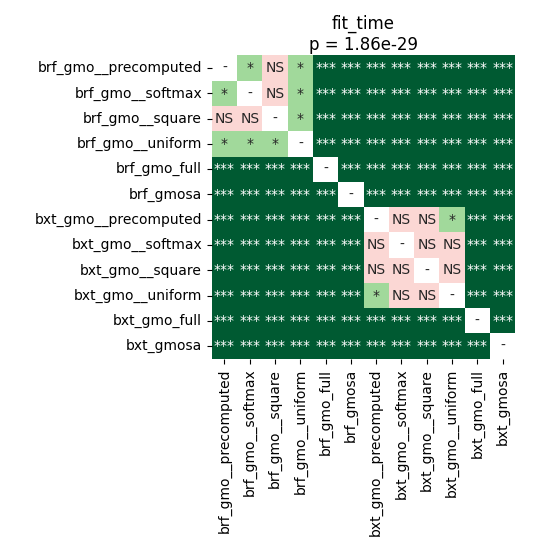 fit_time
p = 1.86e-29
brf_gmo__precomputed - * NS * *** *** *** *** *** *** *** ***
brf_gmo__softmax * - NS * *** *** *** *** *** *** *** ***
brf_gmo__square NS NS - * *** *** *** *** *** *** *** ***
brf_gmo__uniform * * * - *** *** *** *** *** *** *** ***
brf_gmo_full *** *** *** *** - *** *** *** *** *** *** ***
brf_gmosa *** *** *** *** *** - *** *** *** *** *** ***
bxt_gmo__precomputed *** *** *** *** *** *** - NS NS * *** ***
bxt_gmo__softmax *** *** *** *** *** *** NS - NS NS *** ***
bxt_gmo__square *** *** *** *** *** *** NS NS - NS *** ***
bxt_gmo__uniform *** *** *** *** *** *** * NS NS - *** ***
bxt_gmo_full *** *** *** *** *** *** *** *** *** *** - ***
bxt_gmosa *** *** *** *** *** *** *** *** *** *** *** -
brf_gmo__precomputed
brf_gmo__softmax
brf_gmo__square
brf_gmo__uniform
brf_gmo_full
brf_gmosa
bxt_gmo__precomputed
bxt_gmo__softmax
bxt_gmo__square
bxt_gmo__uniform
bxt_gmo_full
bxt_gmosa